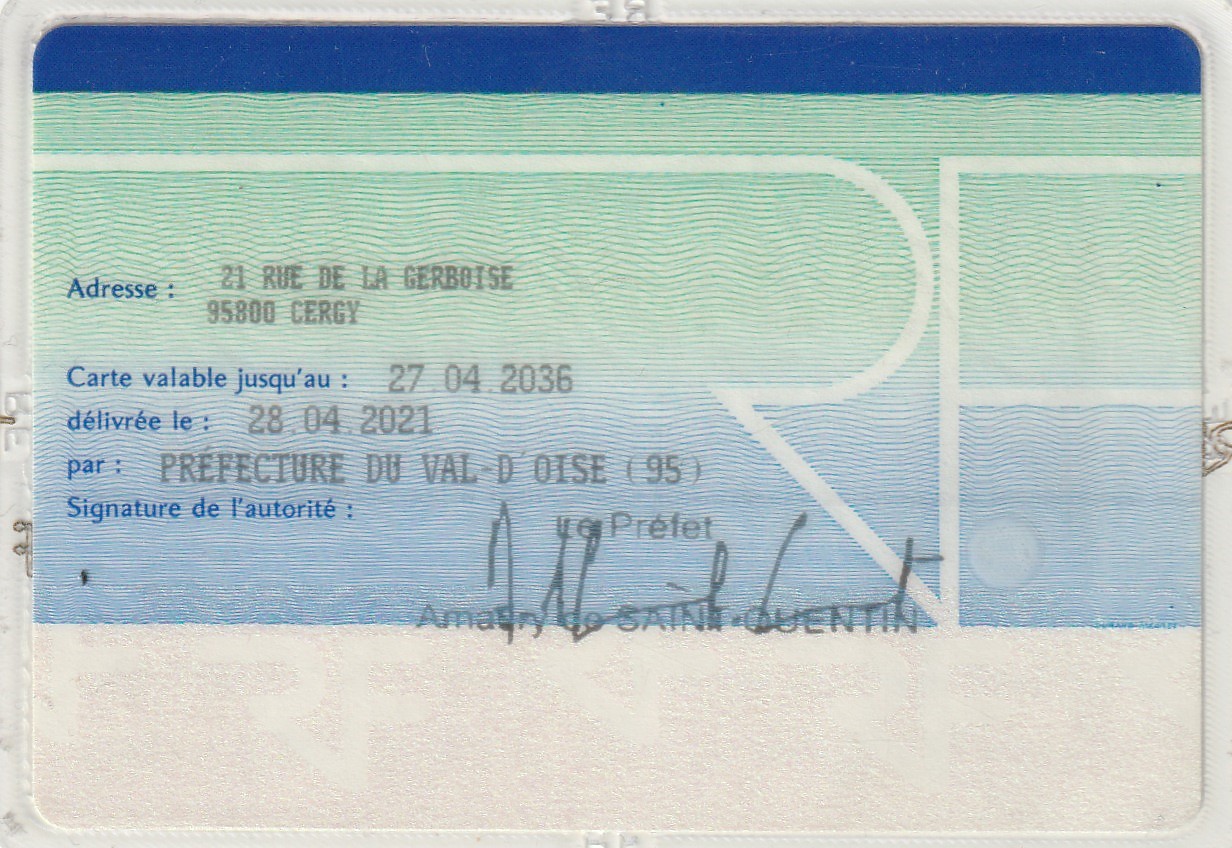 Adresse : 21 RUE DE LA GERBOISE
95800 CERGY
Carte valable jusqu'au : 27.04.2036
délivrée le : 28.04.2021
par : PRÉFECTURE DU VAL-D OISE (95)
Signature de l'autorité :
Le Préfet
Amaury de SAINT-QUENTIN
RF